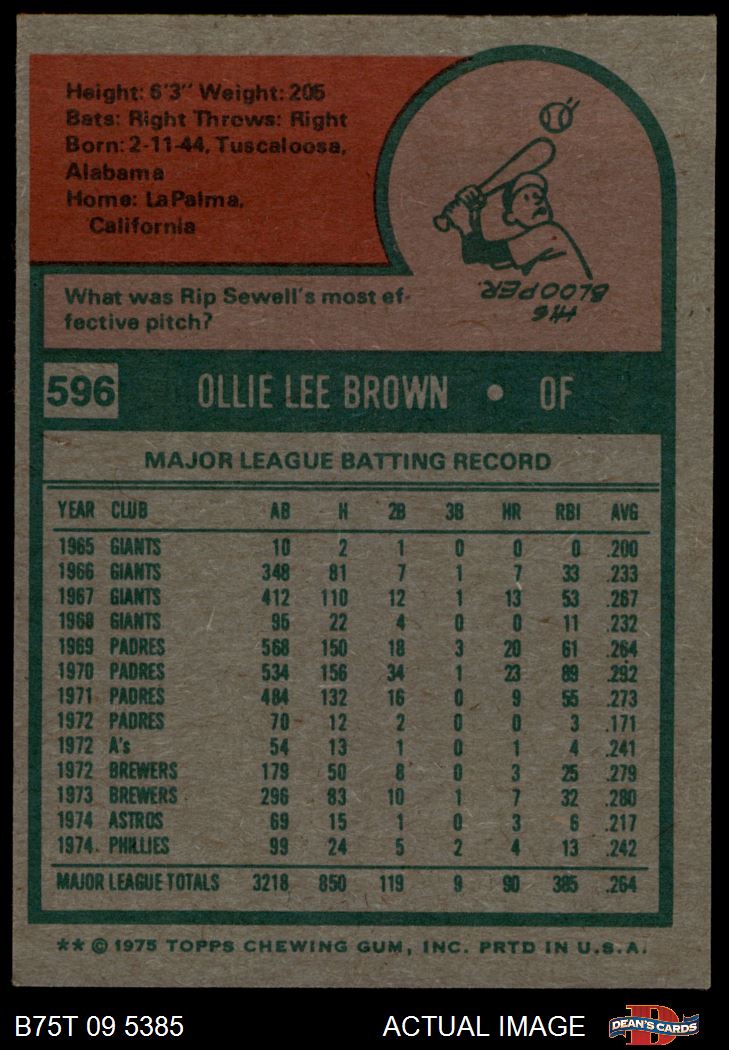 Height: 6'3" Weight: 205
Bats: Right Throws: Right
Born: 2-11-44, Tuscaloosa,
Alabama
Home: LaPalma,
California
What was Rip Sewell's most ef-
fective pitch?
HIS
BLOOPER.
596 OLLIE LEE BROWN • OF
MAJOR LEAGUE BATTING RECORD
YEAR CLUB AB H 2B 3B HR RBI AVG
1965 GIANTS 10 2 1 0 0 0 .200
1966 GIANTS 348 81 7 1 7 33 .233
1967 GIANTS 412 110 12 1 13 53 .267
1968 GIANTS 95 22 4 0 0 11 .232
1969 PADRES 568 150 18 3 20 61 .264
1970 PADRES 534 156 34 1 23 89 .292
1971 PADRES 484 132 16 0 9 55 .273
1972 PADRES 70 12 2 0 0 3 .171
1972 A's 54 13 1 0 1 4 .241
1972 BREWERS 179 50 8 0 3 25 .279
1973 BREWERS 296 83 10 1 7 32 .280
1974 ASTROS 69 15 1 0 3 6 .217
1974. PHILLIES 99 24 5 2 4 13 .242
MAJOR LEAGUE TOTALS 3218 850 119 9 90 385 .264
** © 1975 TOPPS CHEWING GUM, INC. PRTD IN U.S.A.
B75T 09 5385 ACTUAL IMAGE D DEAN'S CARDS